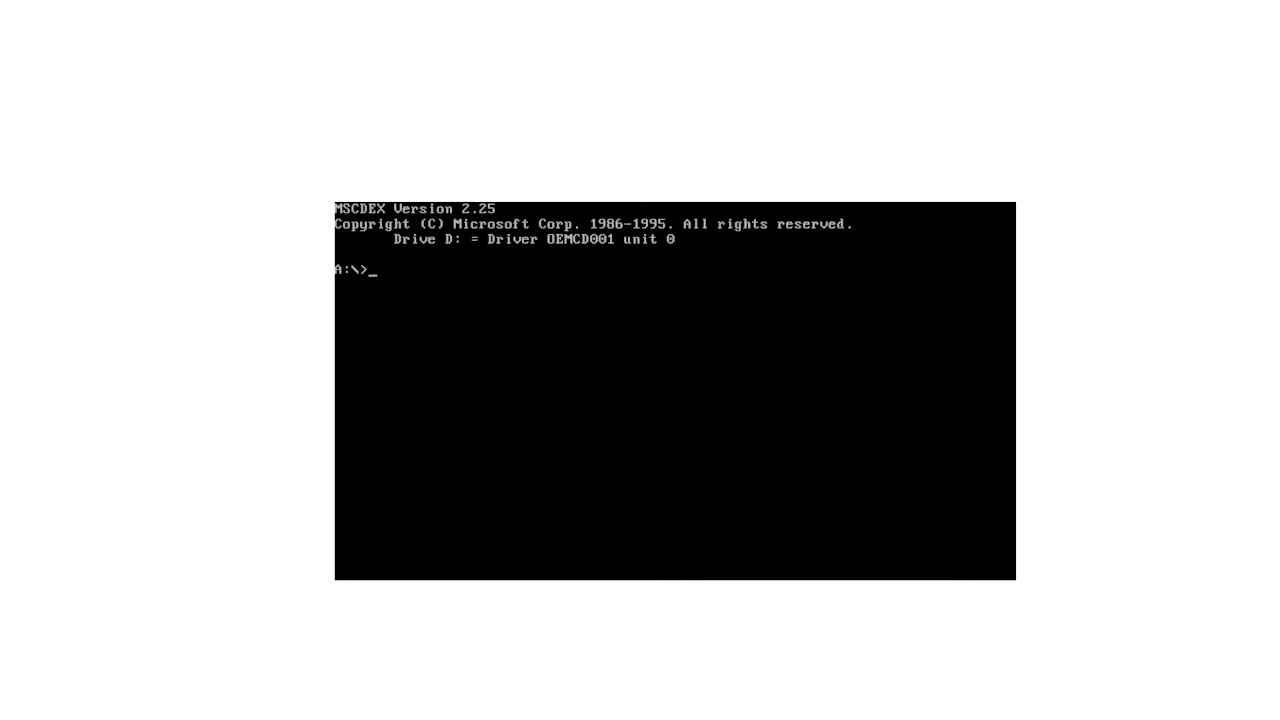 MSCDEX Version 2.25
Copyright (C) Microsoft Corp. 1986-1995. All rights reserved.
Drive D: = Driver OEMCD001 unit 0
A:\>_